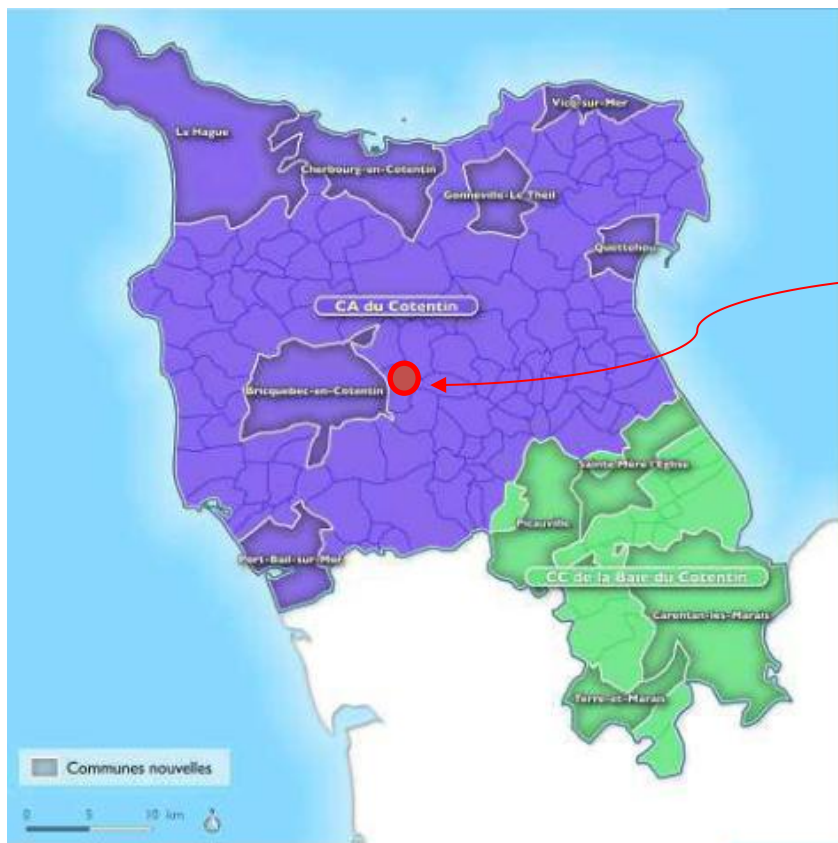 Vicq-sur-Mer
La Hague
Cherbourg-en-Cotentin
Gonneville-Le Theil
Quettehou
CA du Cotentin
Bricquebec-en-Cotentin
Sainte Mère l'Eglise
Picauville
Port-Bail-sur-Mer
CC de la Baie du Cotentin
Carentan-les-Marais
Terre-et-Marais
Communes nouvelles
0 5 10 km